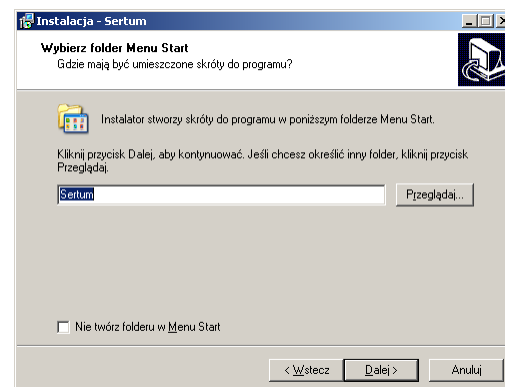 Instalacja - Sertum
Wybierz folder Menu Start
Gdzie mają być umieszczone skróty do programu?
Instalator stworzy skróty do programu w poniższym folderze Menu Start.
Kliknij przycisk Dalej, aby kontynuować. Jeśli chcesz określić inny folder, kliknij przycisk
Przeglądaj.
Sertum
Przeglądaj...
Nie twórz folderu w Menu Start
< Wstecz
Dalej >
Anuluj